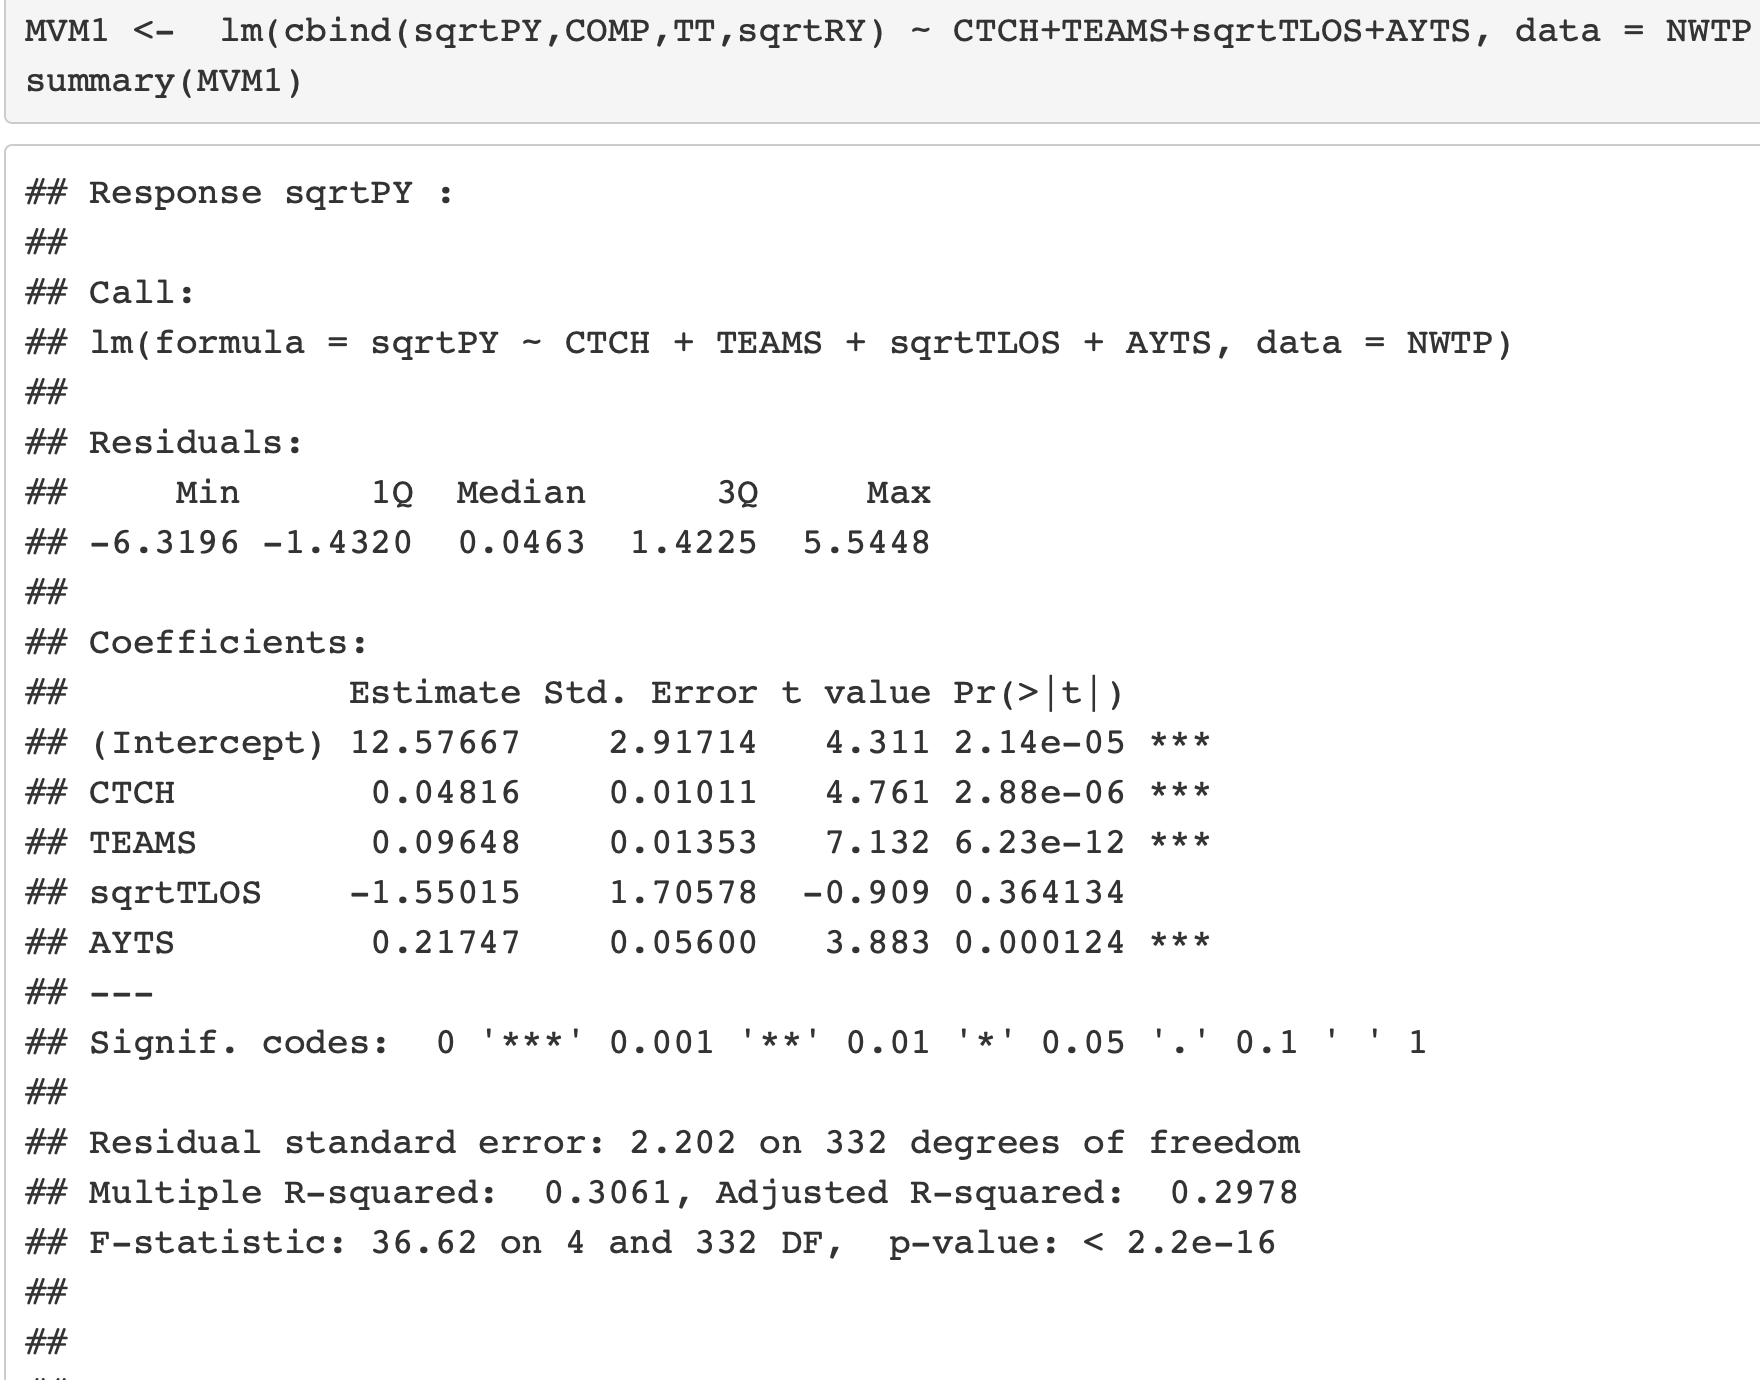 MVM1 <-  lm(cbind(sqrtPY,COMP,TT,sqrtRY) ~ CTCH+TEAMS+sqrtTLOS+AYTS, data = NWTP
summary(MVM1)
## Response sqrtPY :
##
## Call:
## lm(formula = sqrtPY ~ CTCH + TEAMS + sqrtTLOS + AYTS, data = NWTP)
##
## Residuals:
##     Min      1Q  Median      3Q     Max
## -6.3196 -1.4320  0.0463  1.4225  5.5448
##
## Coefficients:
##             Estimate Std. Error t value Pr(>|t|)
## (Intercept) 12.57667    2.91714   4.311 2.14e-05 ***
## CTCH         0.04816    0.01011   4.761 2.88e-06 ***
## TEAMS        0.09648    0.01353   7.132 6.23e-12 ***
## sqrtTLOS    -1.55015    1.70578  -0.909 0.364134
## AYTS         0.21747    0.05600   3.883 0.000124 ***
## ---
## Signif. codes:  0 '***' 0.001 '**' 0.01 '*' 0.05 '.' 0.1 ' ' 1
##
## Residual standard error: 2.202 on 332 degrees of freedom
## Multiple R-squared:  0.3061, Adjusted R-squared:  0.2978
## F-statistic: 36.62 on 4 and 332 DF,  p-value: < 2.2e-16
##
##